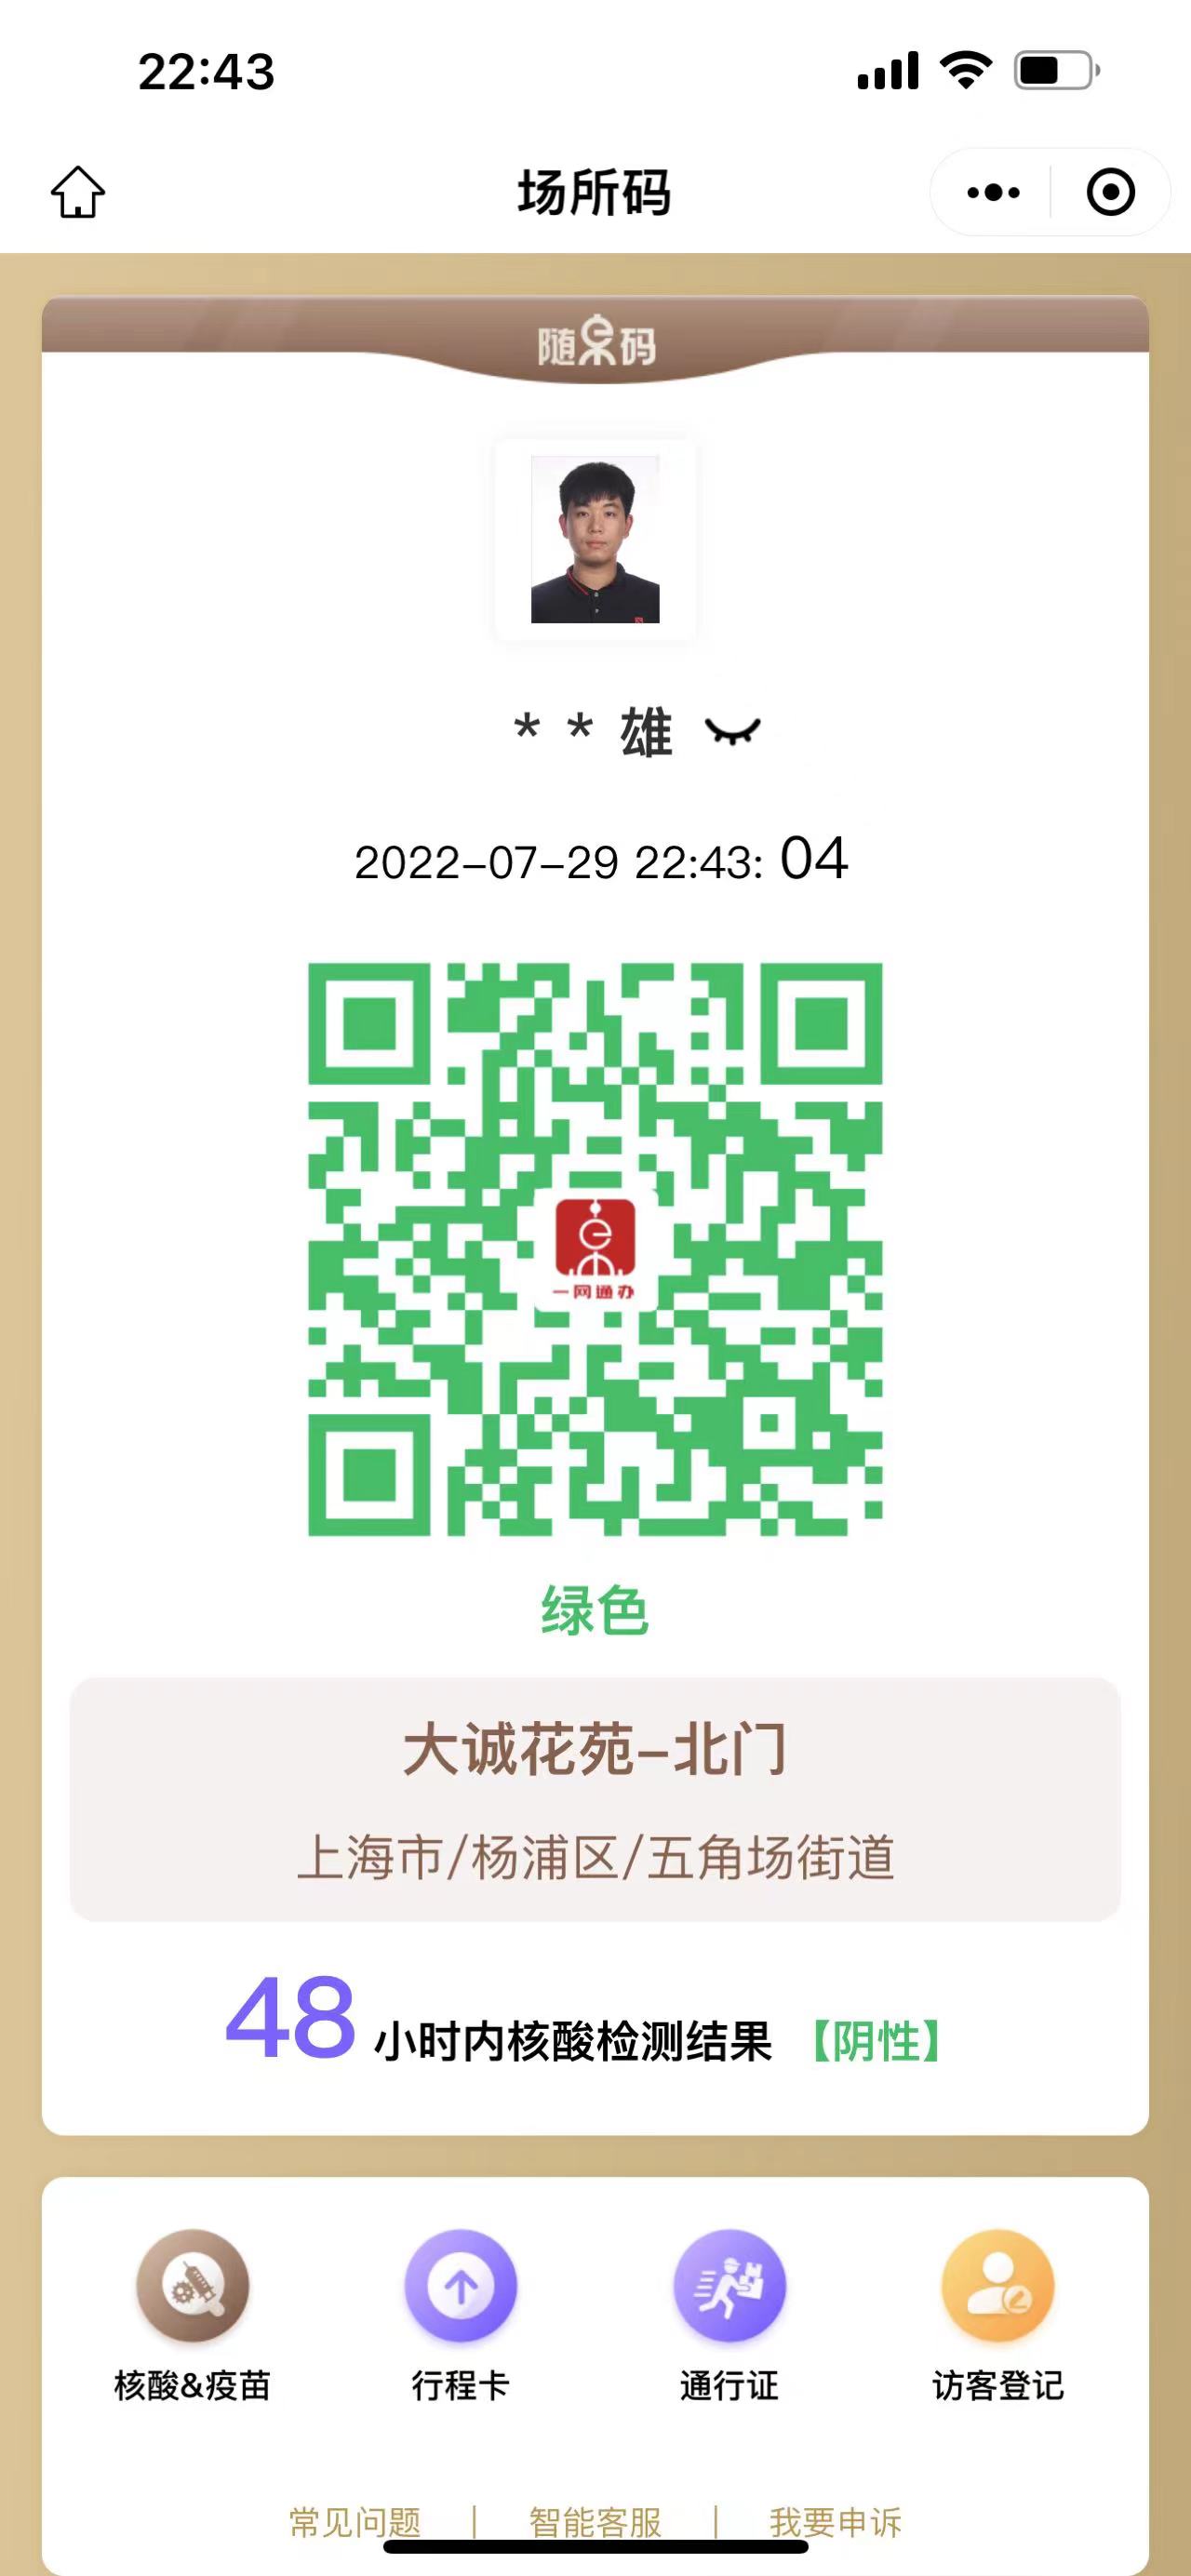 22:43
场所码
随申码
**雄
2022-07-29 22:43: 04
一网通办
绿色
大诚花苑-北门
上海市/杨浦区/五角场街道
48小时内核酸检测结果【阴性】
核酸&疫苗 行程卡 通行证 访客登记
常见问题 | 智能客服 | 我要申诉